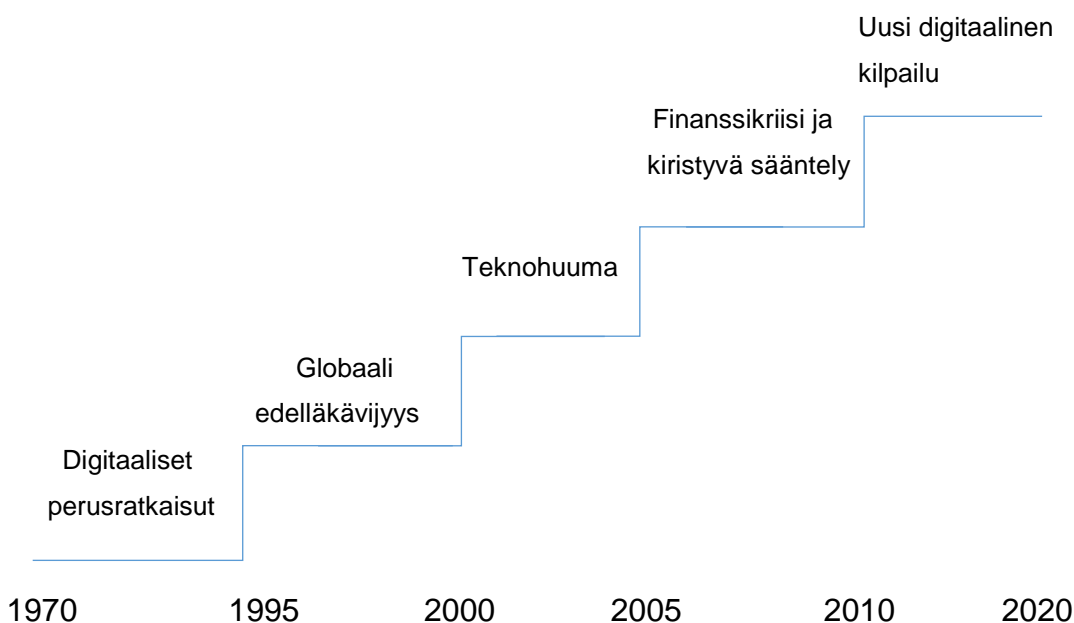 Uusi digitaalinen
kilpailu
Finanssikriisi ja
kiristyvä sääntely
Teknohuuma
Globaali
edelläkävijyys
Digitaaliset
perusratkaisut
1970 1995 2000 2005 2010 2020